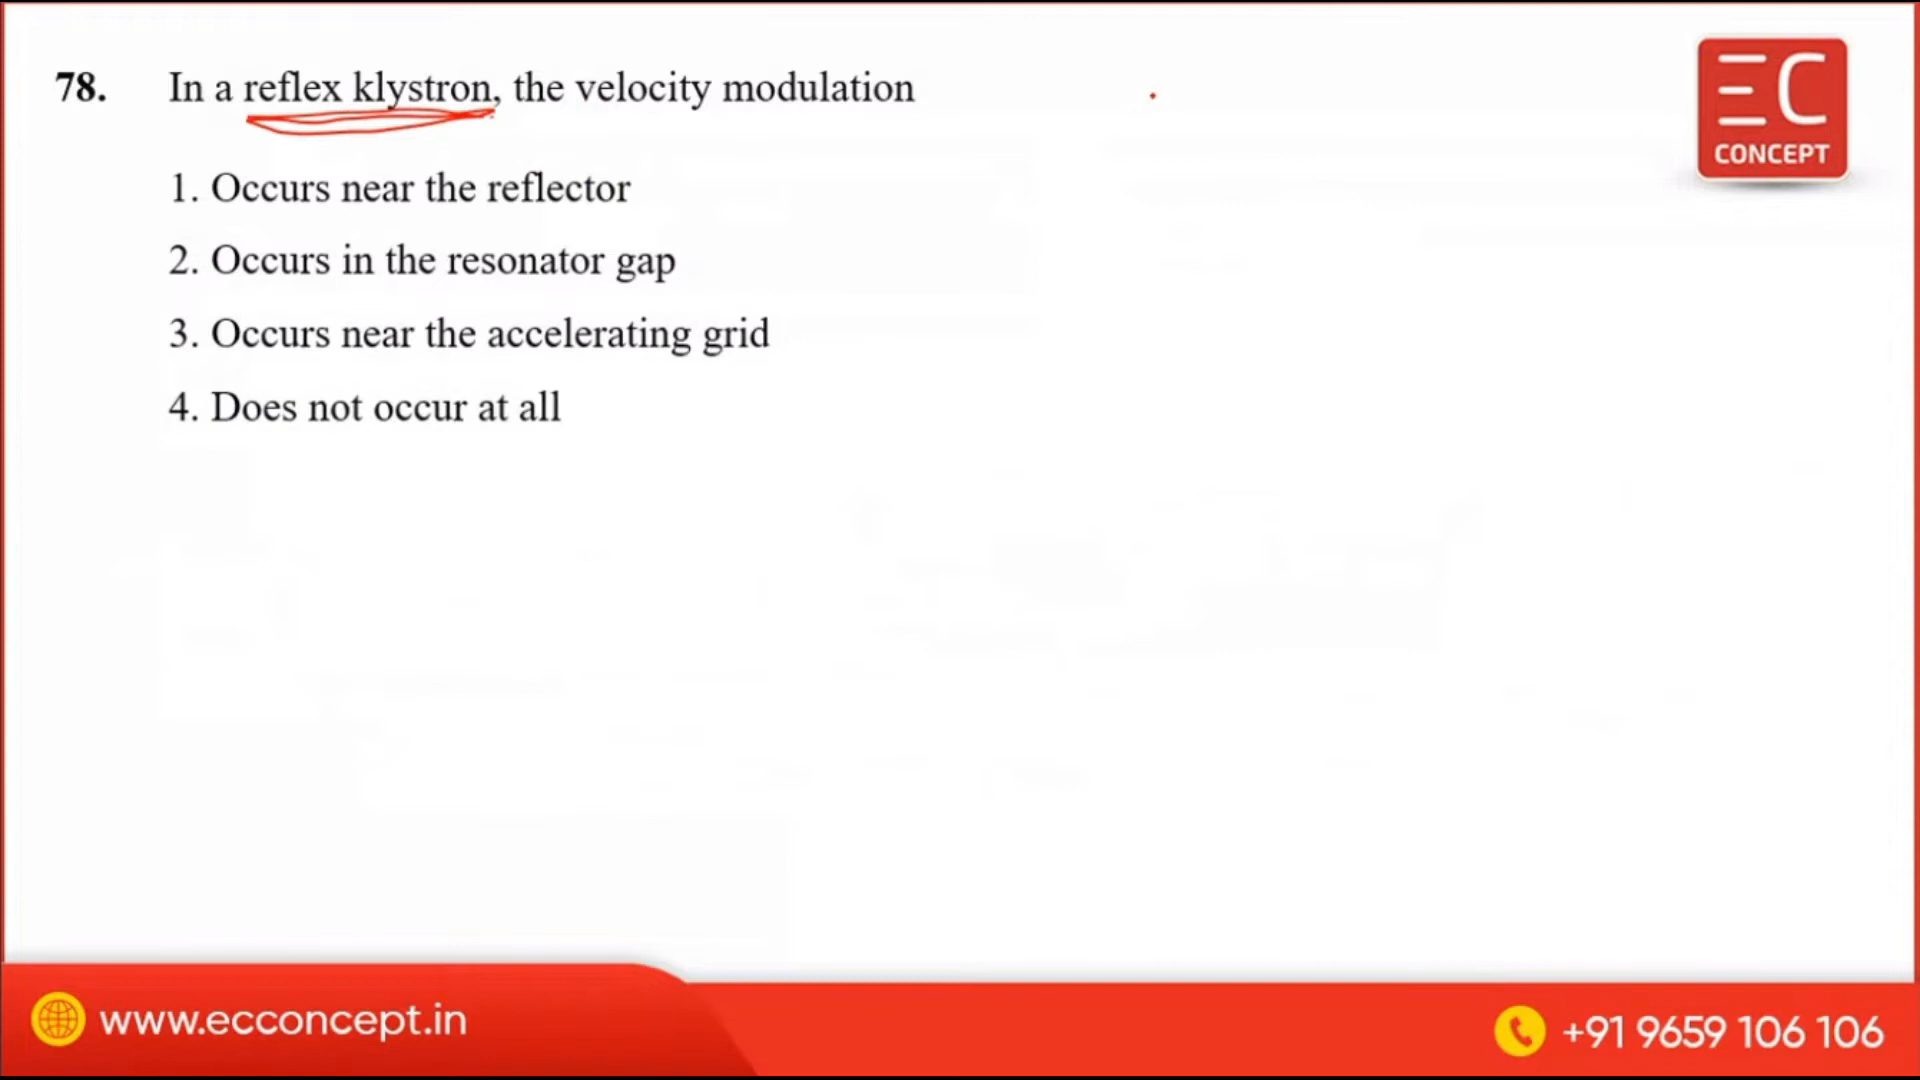 78. In a reflex klystron, the velocity modulation
1. Occurs near the reflector
2. Occurs in the resonator gap
3. Occurs near the accelerating grid
4. Does not occur at all
EC
CONCEPT
www.ecconcept.in
+91 9659 106 106